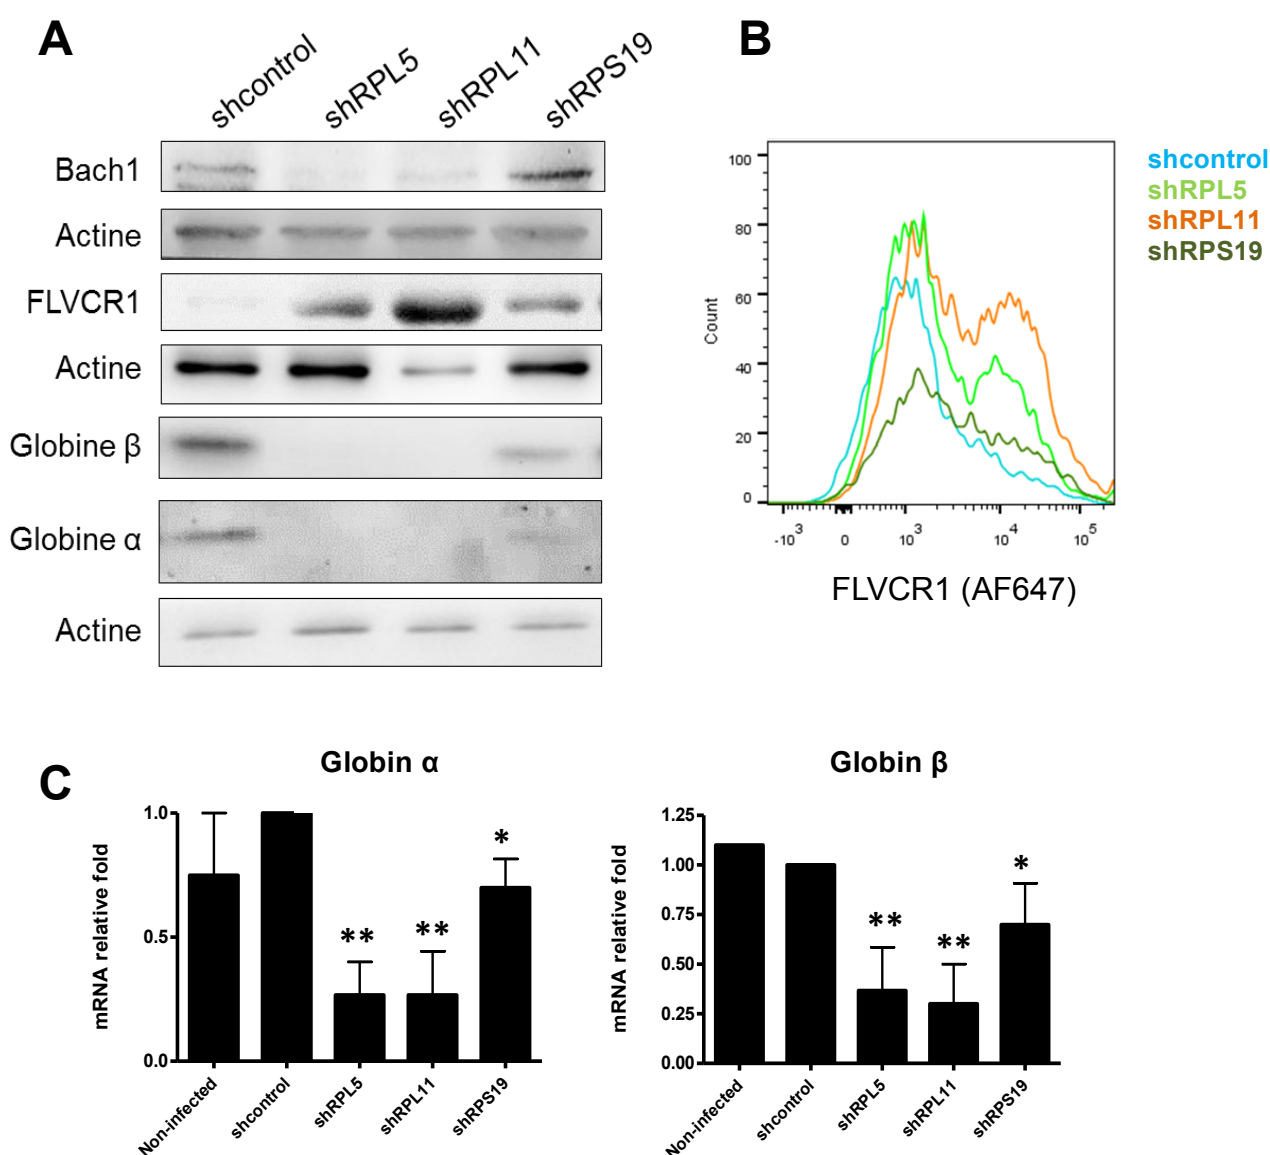 A
shcontrol
shRPL5
shRPL11
shRPS19
Bach1
Actine
FLVCR1
Actine
Globine β
Globine α
Actine
B
100
80
60
40
20
0
Count
-10³
0
10³
10⁴
10⁵
FLVCR1 (AF647)
shcontrol
shRPL5
shRPL11
shRPS19
C
Globin α
mRNA relative fold
1.0
0.5
0.0
**
**
*
Non-infected
shcontrol
shRPL5
shRPL11
shRPS19
Globin β
mRNA relative fold
1.25
1.00
0.75
0.50
0.25
0.00
**
**
*
Non-infected
shcontrol
shRPL5
shRPL11
shRPS19